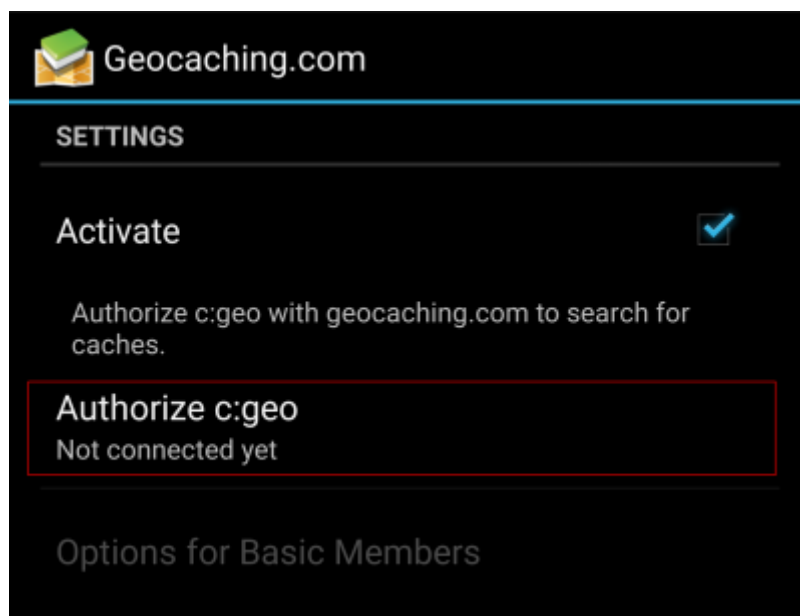 Geocaching.com
SETTINGS
Activate
Authorize c:geo with geocaching.com to search for
caches.
Authorize c:geo
Not connected yet
Options for Basic Members